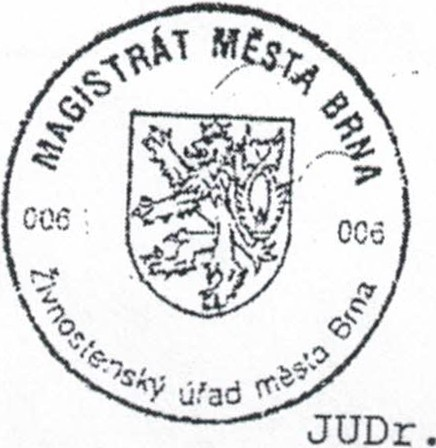 MAGISTRÁT MĚSTA BRNA
006
006
Živnostenský úřad města Brna
JUDr.